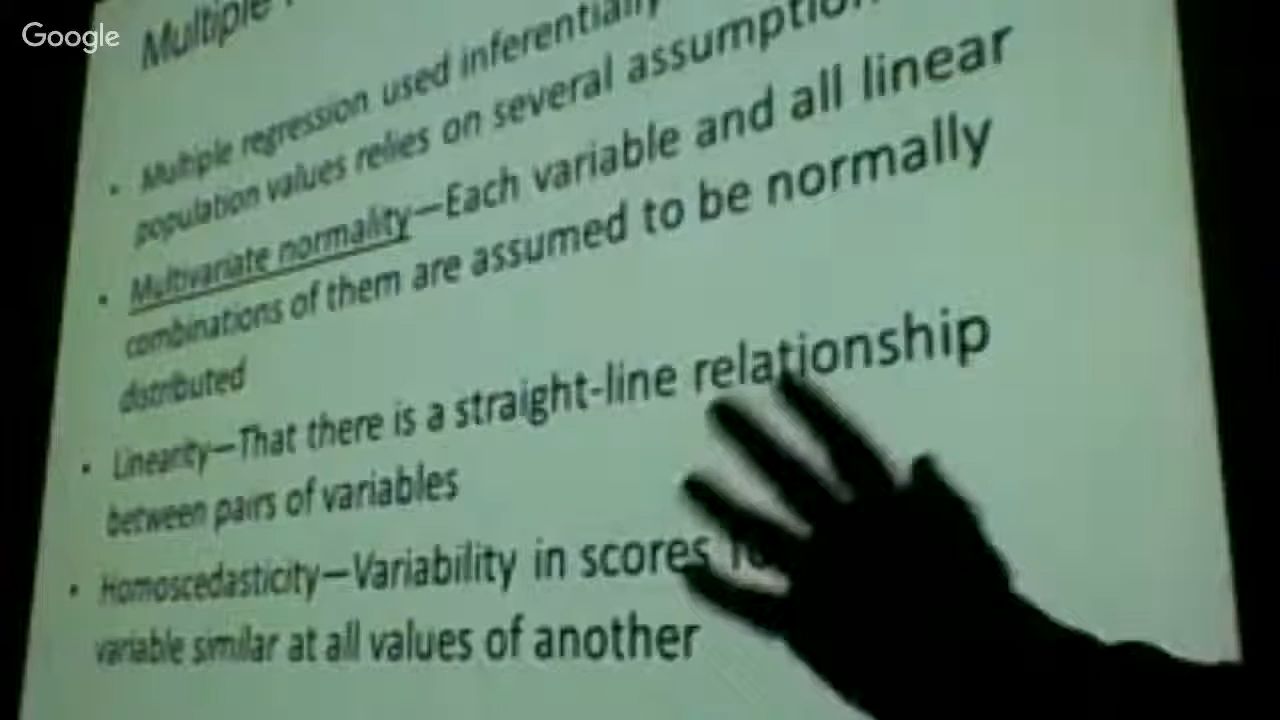 Google
Multiple
• Multiple regression used inferentially
population values relies on several assumption
• Multivariate normality—Each variable and all linear
combinations of them are assumed to be normally
distributed
• Linearity—That there is a straight-line relationship
between pairs of variables
• Homoscedasticity—Variability in scores
variable similar at all values of another